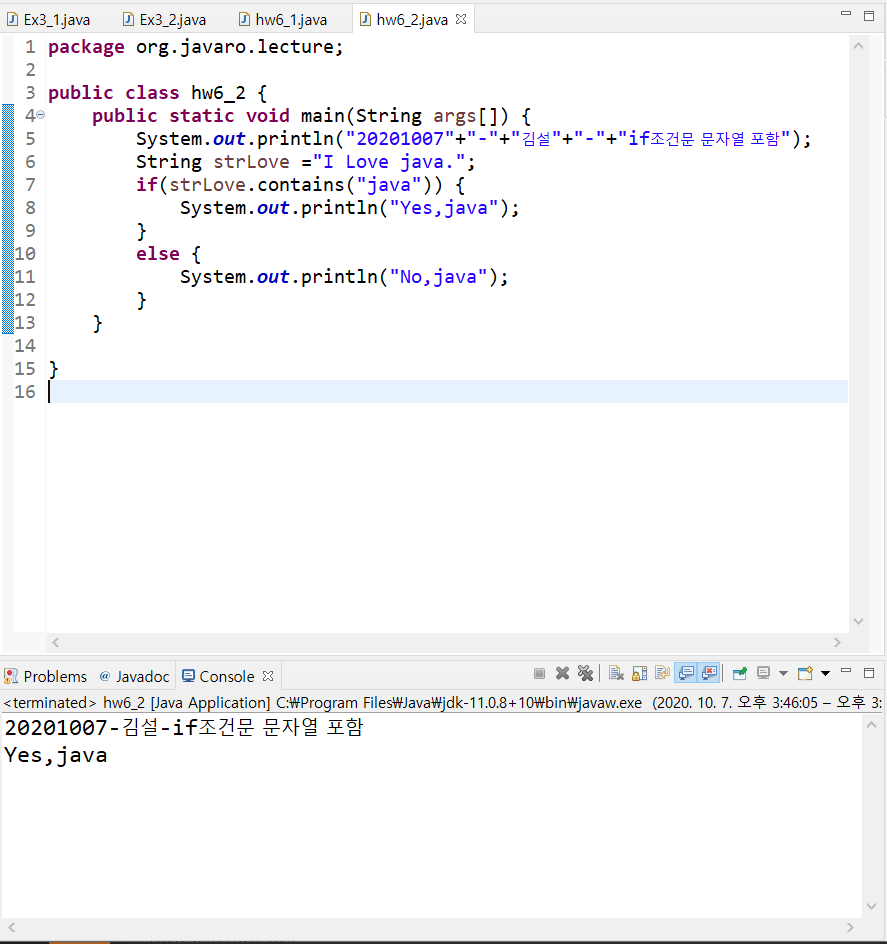 Ex3_1.java Ex3_2.java hw6_1.java hw6_2.java
1 package org.javaro.lecture;
2
3 public class hw6_2 {
4 public static void main(String args[]) {
5 System.out.println("20201007"+"-"+"김설"+"-"+"if조건문 문자열 포함");
6 String strLove ="I Love java.";
7 if(strLove.contains("java")) {
8 System.out.println("Yes,java");
9 }
10 else {
11 System.out.println("No,java");
12 }
13 }
14
15 }
16
Problems @ Javadoc Console
<terminated> hw6_2 [Java Application] C:₩Program Files₩Java₩jdk-11.0.8+10₩bin₩javaw.exe (2020. 10. 7. 오후 3:46:05 – 오후 3:
20201007-김설-if조건문 문자열 포함
Yes,java